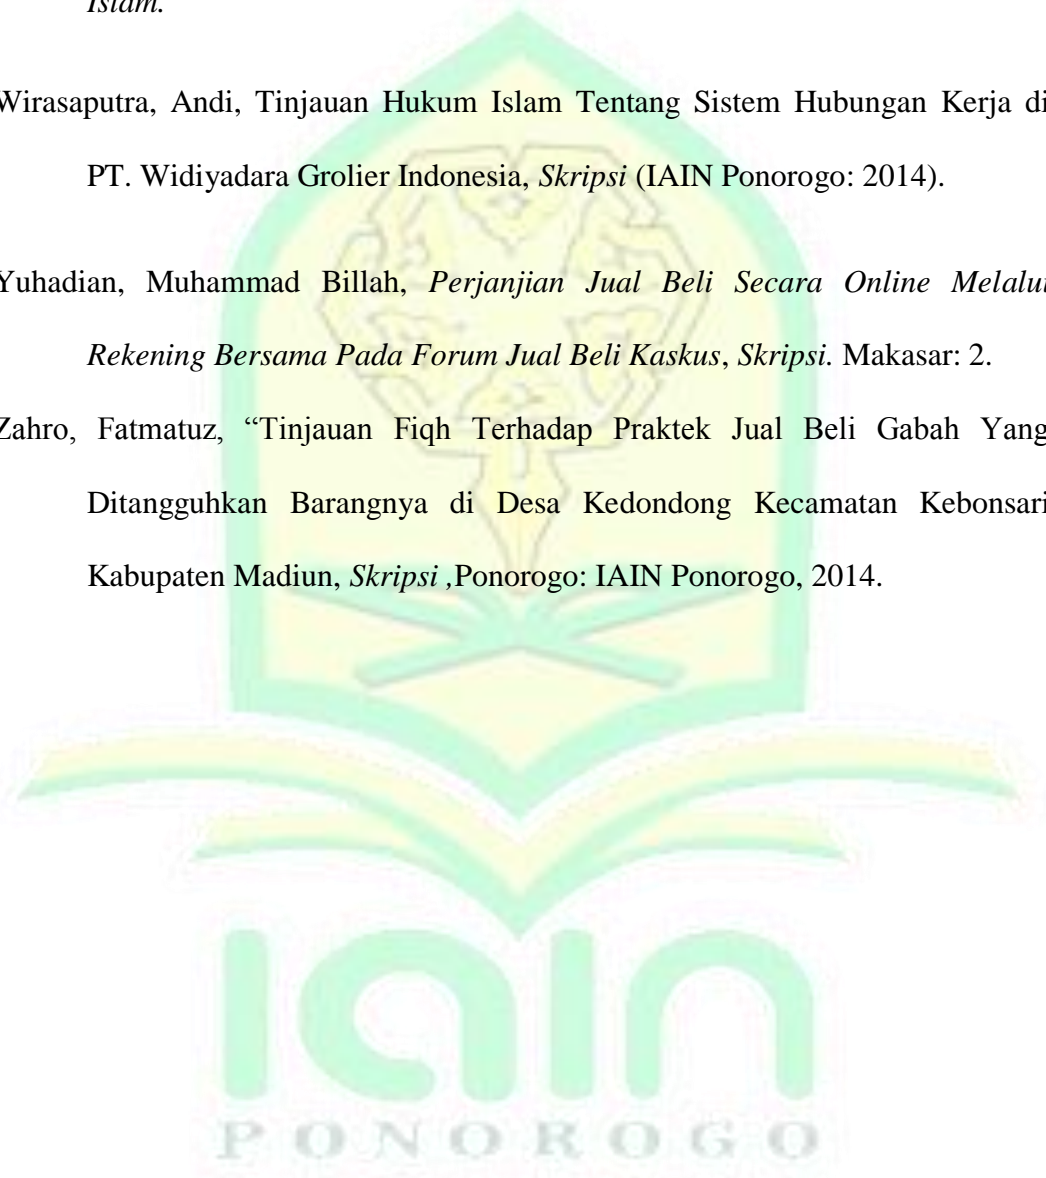 Islam.
Wirasaputra, Andi, Tinjauan Hukum Islam Tentang Sistem Hubungan Kerja di
PT. Widiyadara Grolier Indonesia, Skripsi (IAIN Ponorogo: 2014).
Yuhadian, Muhammad Billah, Perjanjian Jual Beli Secara Online Melalui
Rekening Bersama Pada Forum Jual Beli Kaskus, Skripsi. Makasar: 2.
Zahro, Fatmatuz, “Tinjauan Fiqh Terhadap Praktek Jual Beli Gabah Yang
Ditangguhkan Barangnya di Desa Kedondong Kecamatan Kebonsari
Kabupaten Madiun, Skripsi ,Ponorogo: IAIN Ponorogo, 2014.
iain
PONOROGO